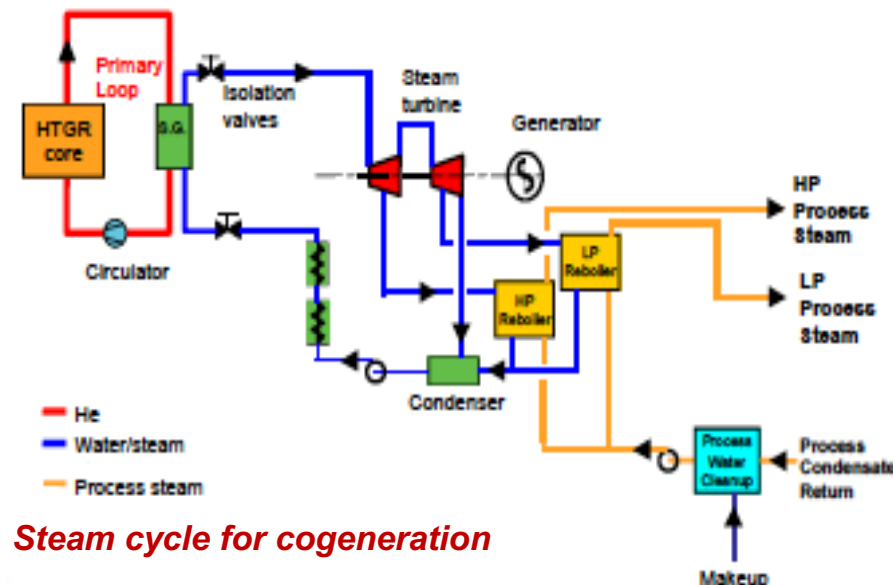 Primary
Loop
HTGR
core
S.G.
Circulator
Isolation
valves
Steam
turbine
Generator
HP
Process
Steam
LP
Process
Steam
LP
Reboiler
HP
Reboiler
Condenser
He
Water/steam
Process steam
Process
Water
Cleanup
Process
Condensate
Return
Makeup
Steam cycle for cogeneration